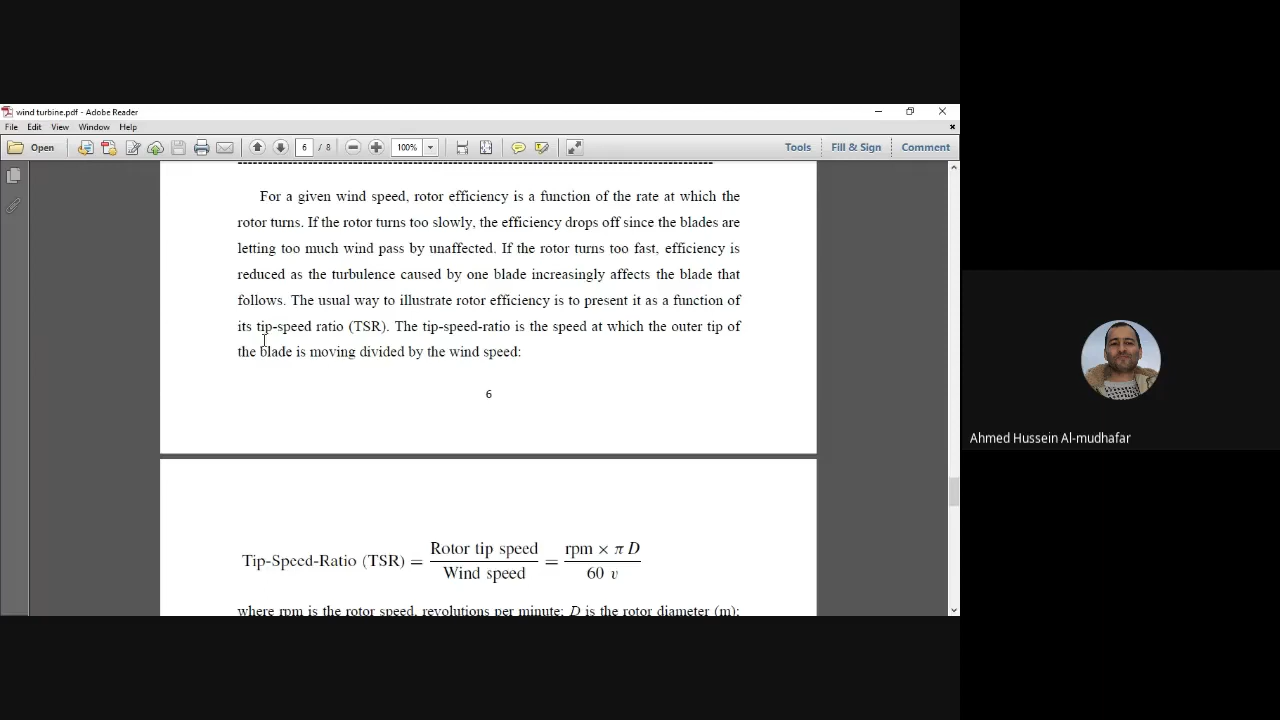 wind turbine.pdf - Adobe Reader
File Edit View Window Help
Open 6 / 8 100% Tools Fill & Sign Comment
For a given wind speed, rotor efficiency is a function of the rate at which the
rotor turns. If the rotor turns too slowly, the efficiency drops off since the blades are
letting too much wind pass by unaffected. If the rotor turns too fast, efficiency is
reduced as the turbulence caused by one blade increasingly affects the blade that
follows. The usual way to illustrate rotor efficiency is to present it as a function of
its tip-speed ratio (TSR). The tip-speed-ratio is the speed at which the outer tip of
the blade is moving divided by the wind speed:
6
Tip-Speed-Ratio (TSR) = Rotor tip speed / Wind speed = rpm × π D / 60 v
where rpm is the rotor speed, revolutions per minute; D is the rotor diameter (m);
Ahmed Hussein Al-mudhafar